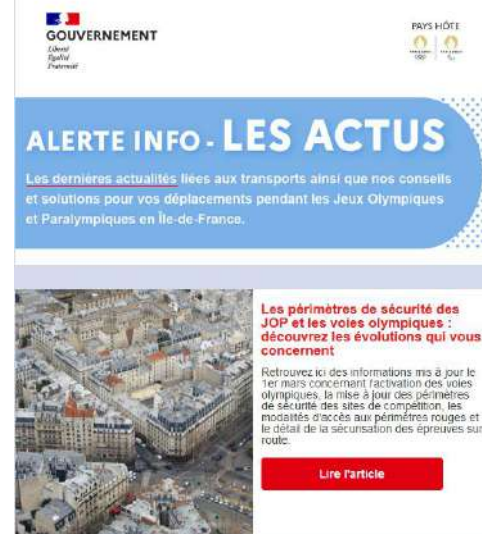 GOUVERNEMENT
Liberté
Égalité
Fraternité
PAYS HÔTE
ALERTE INFO - LES ACTUS
Les dernières actualités liées aux transports ainsi que nos conseils
et solutions pour vos déplacements pendant les Jeux Olympiques
et Paralympiques en Île-de-France.
Les périmètres de sécurité des
JOP et les voies olympiques :
découvrez les évolutions qui vous
concernent
Retrouvez ici des informations mis à jour le
1er mars concernant l'activation des voies
olympiques, la mise à jour des périmètres
de sécurité des sites de compétition, les
modalités d'accès aux périmètres rouges et
le détail de la sécurisation des épreuves sur
route.
Lire l'article